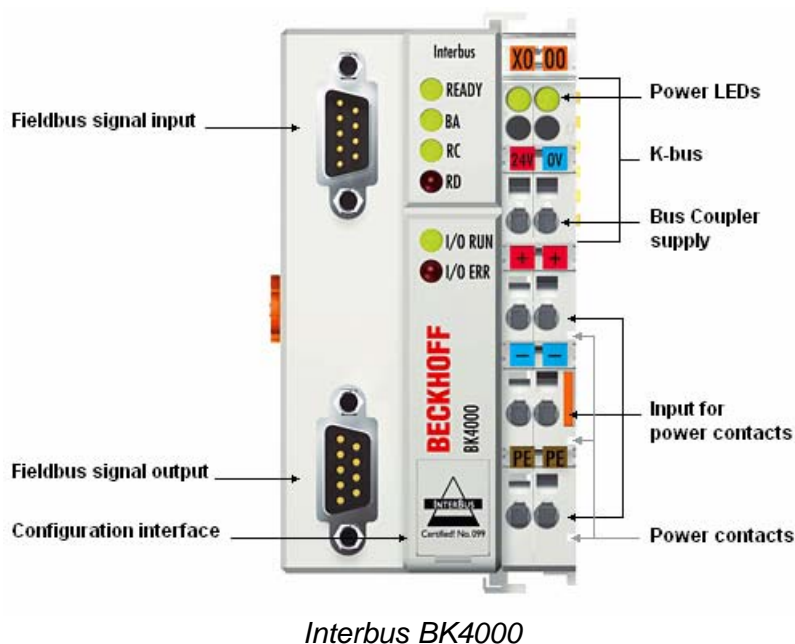 Interbus
READY
BA
RC
RD
I/O RUN
I/O ERR
BECKHOFF
BK4000
INTERBUS
Certified! No. 099
X0 00
24V 0V
+ +
− −
PE PE
Fieldbus signal input
Fieldbus signal output
Configuration interface
Power LEDs
K-bus
Bus Coupler
supply
Input for
power contacts
Power contacts
Interbus BK4000